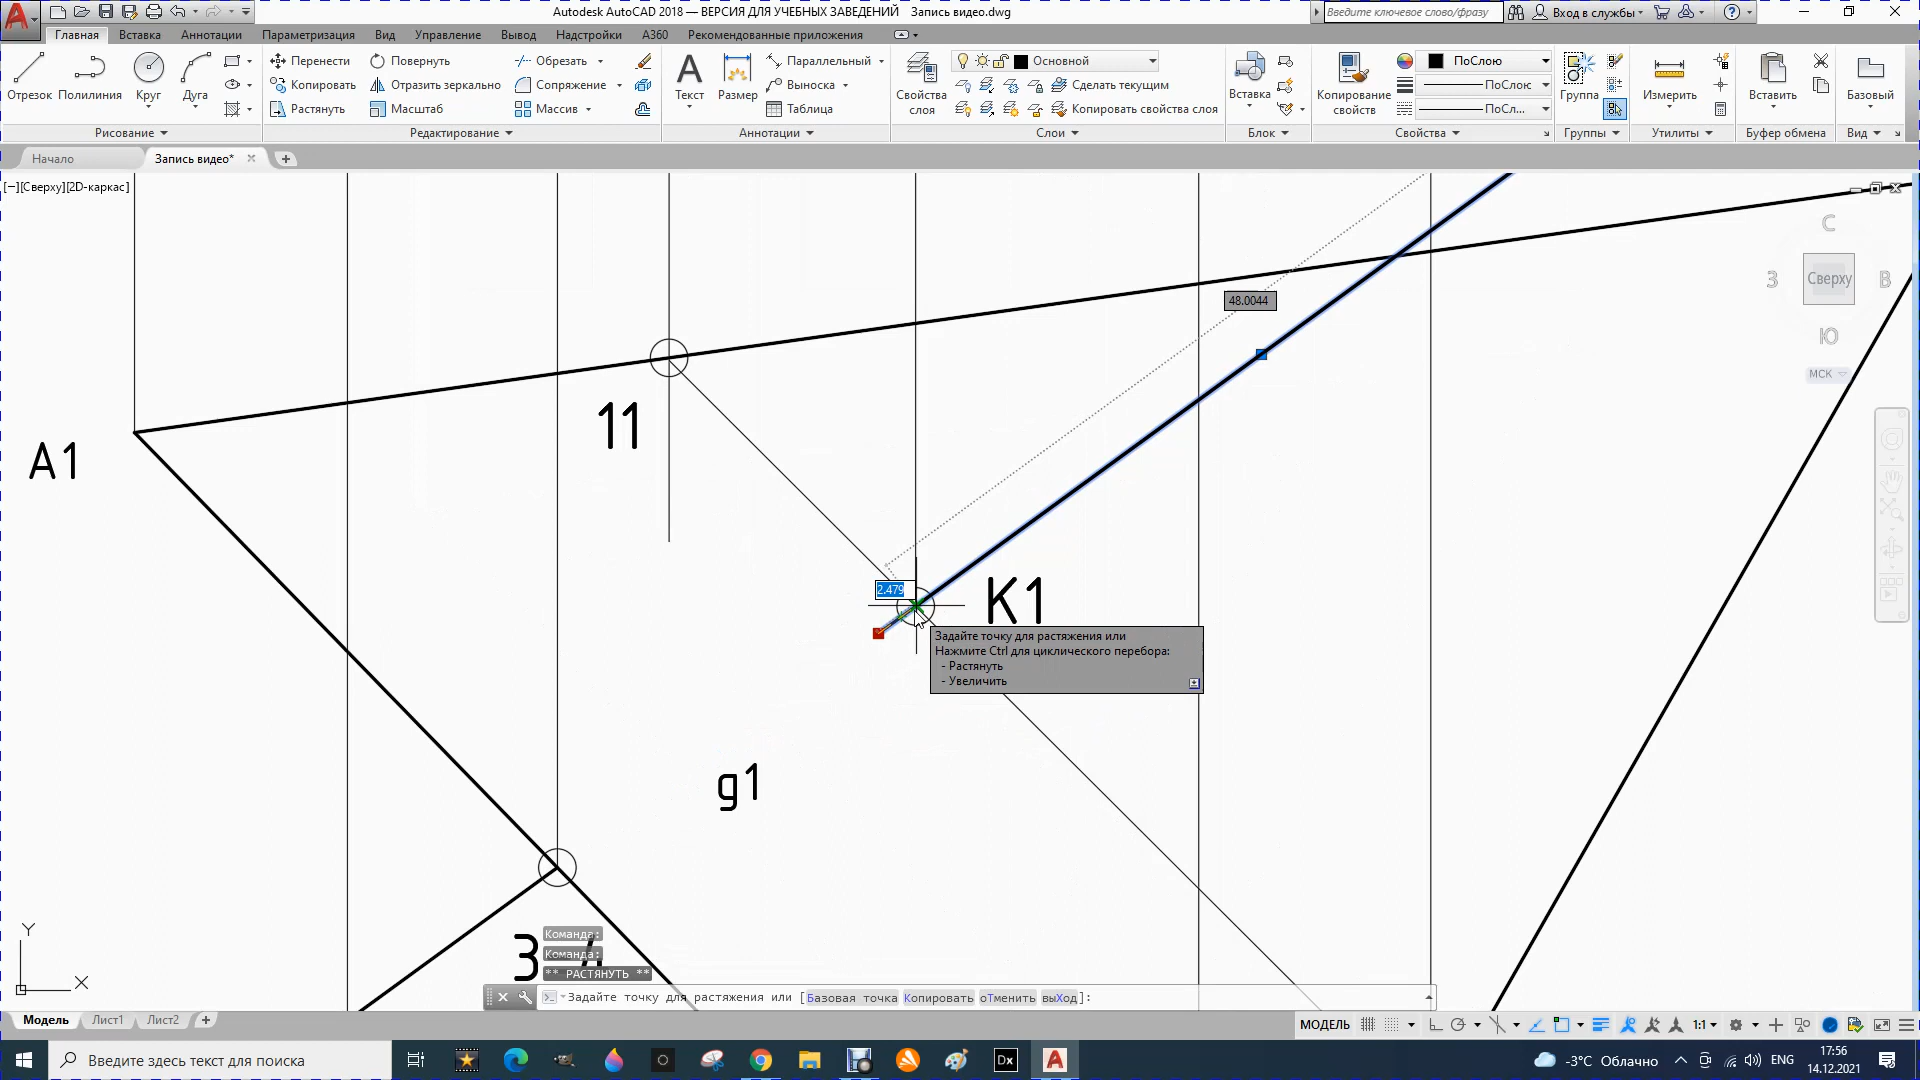 Autodesk AutoCAD 2018 — ВЕРСИЯ ДЛЯ УЧЕБНЫХ ЗАВЕДЕНИЙ Запись видео.dwg
Введите ключевое слово/фразу
Вход в службы
Главная Вставка Аннотации Параметризация Вид Управление Вывод Надстройки A360 Рекомендованные приложения
Отрезок Полилиния Круг Дуга
Перенести Повернуть Обрезать
Копировать Отразить зеркально Сопряжение
Растянуть Масштаб Массив
Текст Размер
Параллельный
Выноска
Таблица
Свойства слоя
Основной
Сделать текущим
Копировать свойства слоя
Вставка
Копирование свойств
ПоСлою
ПоСлою
ПоСл...
Группа
Измерить
Вставить
Базовый
Рисование Редактирование Аннотации Слои Блок Свойства Группы Утилиты Буфер обмена Вид
Начало Запись видео*
[−][Сверху][2D-каркас]
С
З Сверху В
Ю
МСК
48.0044
11
A1
2.479
K1
Задайте точку для растяжения или
Нажмите Ctrl для циклического перебора:
- Растянуть
- Увеличить
g1
3
Команда:
Команда:
** РАСТЯНУТЬ **
Y
X
Задайте точку для растяжения или [Базовая точка Копировать оТменить выХод]:
Модель Лист1 Лист2
МОДЕЛЬ 1:1
Введите здесь текст для поиска
Dx
-3°C Облачно
ENG
17:56
14.12.2021